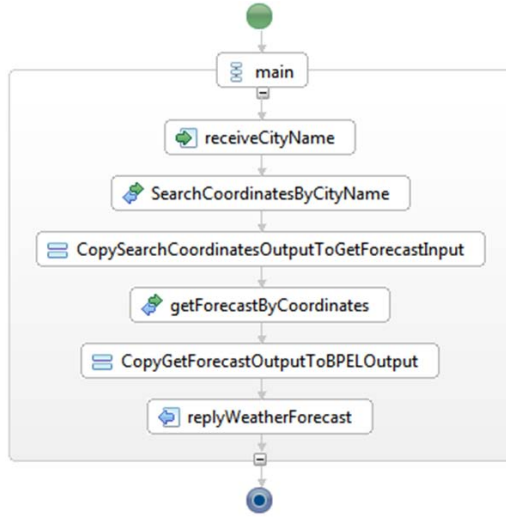 main
receiveCityName
SearchCoordinatesByCityName
CopySearchCoordinatesOutputToGetForecastInput
getForecastByCoordinates
CopyGetForecastOutputToBPELOutput
replyWeatherForecast